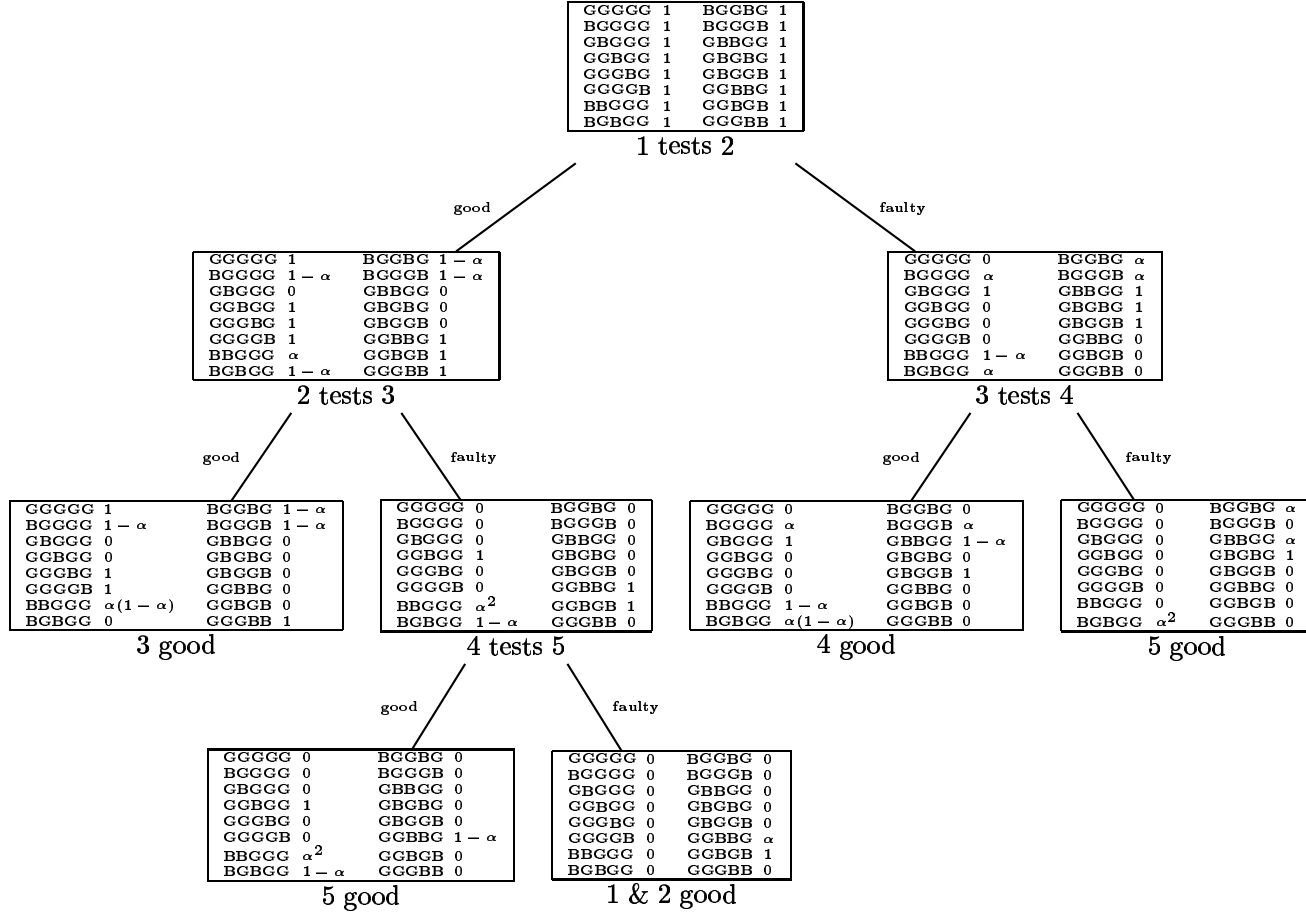 GGGGG 1 BGGBG 1
BGGGG 1 BGGGB 1
GBGGG 1 GBBGG 1
GGBGG 1 GBGBG 1
GGGBG 1 GBGGB 1
GGGGB 1 GGBBG 1
BBGGG 1 GGBGB 1
BGBGG 1 GGGBB 1
1 tests 2
good
faulty
GGGGG 1 BGGBG 1 − α
BGGGG 1 − α BGGGB 1 − α
GBGGG 0 GBBGG 0
GGBGG 1 GBGBG 0
GGGBG 1 GBGGB 0
GGGGB 1 GGBBG 1
BBGGG α GGBGB 1
BGBGG 1 − α GGGBB 1
2 tests 3
GGGGG 0 BGGBG α
BGGGG α BGGGB α
GBGGG 1 GBBGG 1
GGBGG 0 GBGBG 1
GGGBG 0 GBGGB 1
GGGGB 0 GGBBG 0
BBGGG 1 − α GGBGB 0
BGBGG α GGGBB 0
3 tests 4
good
faulty
good
faulty
GGGGG 1 BGGBG 1 − α
BGGGG 1 − α BGGGB 1 − α
GBGGG 0 GBBGG 0
GGBGG 0 GBGBG 0
GGGBG 1 GBGGB 0
GGGGB 1 GGBBG 0
BBGGG α(1 − α) GGBGB 0
BGBGG 0 GGGBB 1
3 good
GGGGG 0 BGGBG 0
BGGGG 0 BGGGB 0
GBGGG 0 GBBGG 0
GGBGG 1 GBGBG 0
GGGBG 0 GBGGB 0
GGGGB 0 GGBBG 1
BBGGG α² GGBGB 1
BGBGG 1 − α GGGBB 0
4 tests 5
GGGGG 0 BGGBG 0
BGGGG α BGGGB α
GBGGG 1 GBBGG 1 − α
GGBGG 0 GBGBG 0
GGGBG 0 GBGGB 1
GGGGB 0 GGBBG 0
BBGGG 1 − α GGBGB 0
BGBGG α(1 − α) GGGBB 0
4 good
GGGGG 0 BGGBG α
BGGGG 0 BGGGB 0
GBGGG 0 GBBGG α
GGBGG 0 GBGBG 1
GGGBG 0 GBGGB 0
GGGGB 0 GGBBG 0
BBGGG 0 GGBGB 0
BGBGG α² GGGBB 0
5 good
good
faulty
GGGGG 0 BGGBG 0
BGGGG 0 BGGGB 0
GBGGG 0 GBBGG 0
GGBGG 1 GBGBG 0
GGGBG 0 GBGGB 0
GGGGB 0 GGBBG 1 − α
BBGGG α² GGBGB 0
BGBGG 1 − α GGGBB 0
5 good
GGGGG 0 BGGBG 0
BGGGG 0 BGGGB 0
GBGGG 0 GBBGG 0
GGBGG 0 GBGBG 0
GGGBG 0 GBGGB 0
GGGGB 0 GGBBG α
BBGGG 0 GGBGB 1
BGBGG 0 GGGBB 0
1 & 2 good